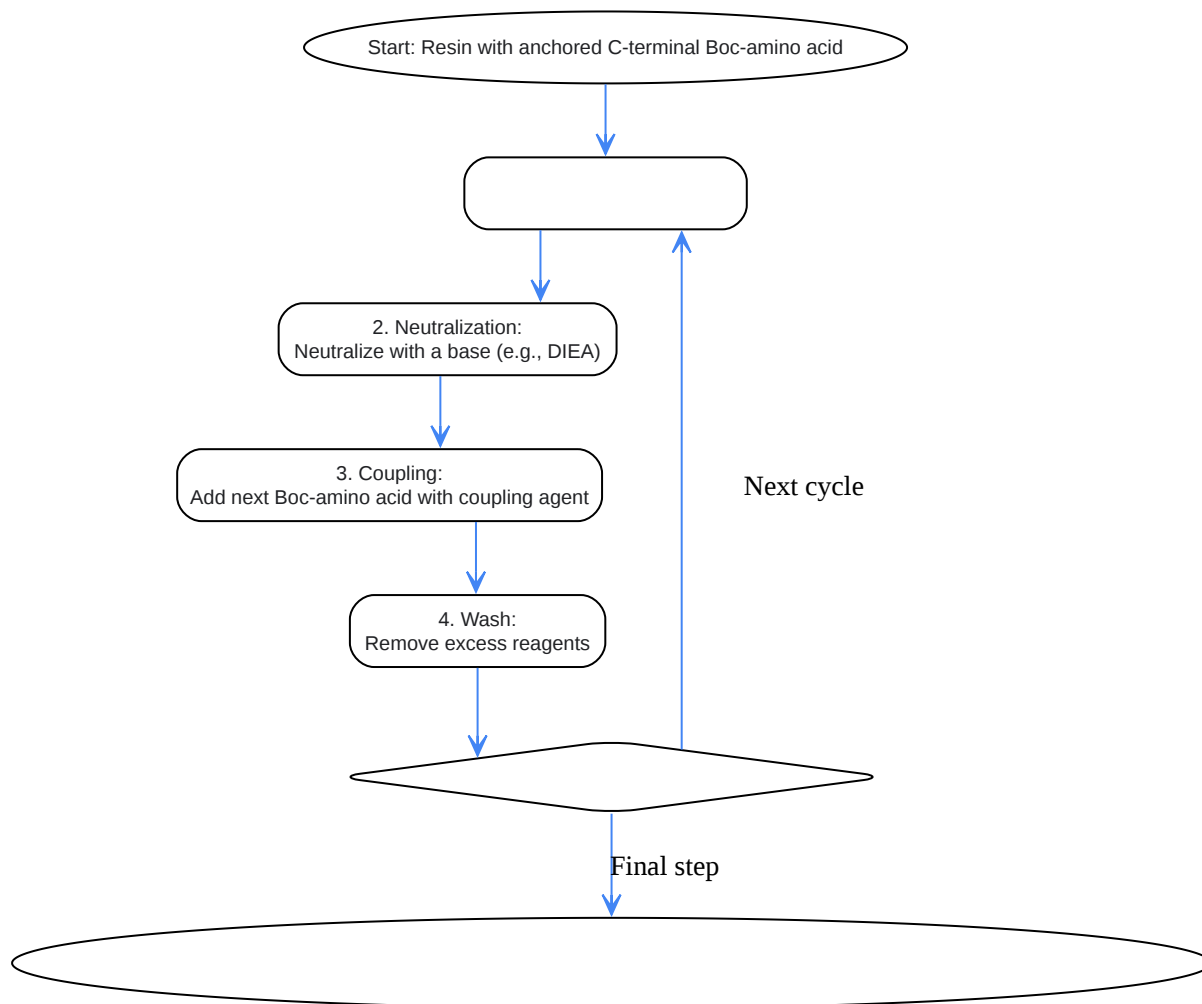 Start: Resin with anchored C-terminal Boc-amino acid
2. Neutralization:
Neutralize with a base (e.g., DIEA)
3. Coupling:
Add next Boc-amino acid with coupling agent
Next cycle
4. Wash:
Remove excess reagents
Final step